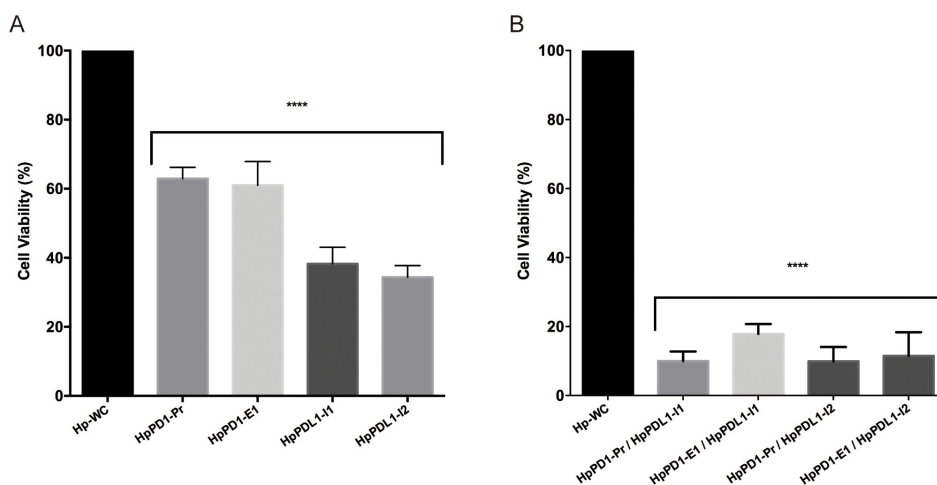 A
Cell Viability (%)
100
80
60
40
20
0
****
Hp-WC
HpPD1-Pr
HpPD1-E1
HpPDL1-I1
HpPDL1-I2
B
Cell Viability (%)
100
80
60
40
20
0
****
Hp-WC
HpPD1-Pr / HpPDL1-I1
HpPD1-E1 / HpPDL1-I1
HpPD1-Pr / HpPDL1-I2
HpPD1-E1 / HpPDL1-I2